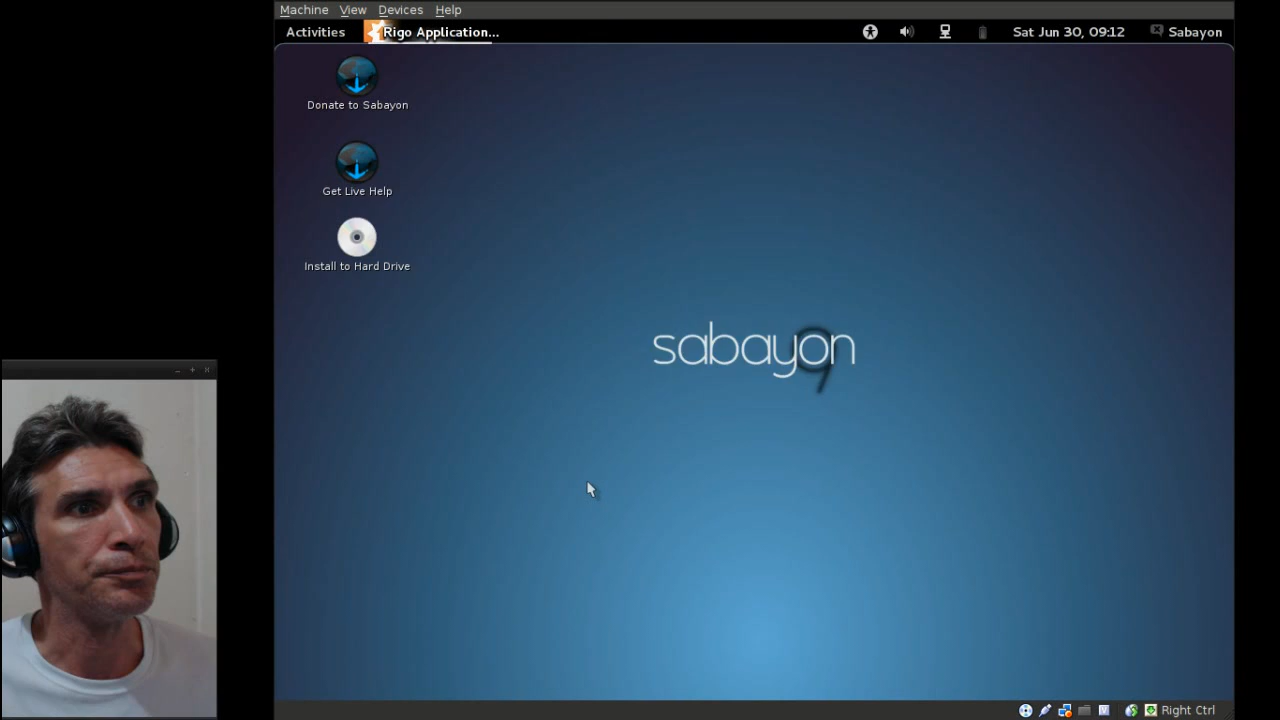 Machine View Devices Help
Activities Rigo Application... Sat Jun 30, 09:12 Sabayon
Donate to Sabayon
Get Live Help
Install to Hard Drive
sabayon
9
Right Ctrl